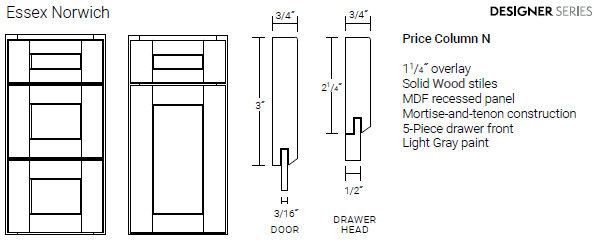 Essex Norwich
DESIGNER SERIES
3/4"
3/4"
Price Column N
1 1/4" overlay
Solid Wood stiles
MDF recessed panel
Mortise-and-tenon construction
5-Piece drawer front
Light Gray paint
3"
2 1/4"
1/2"
3/16"
DOOR
DRAWER
HEAD